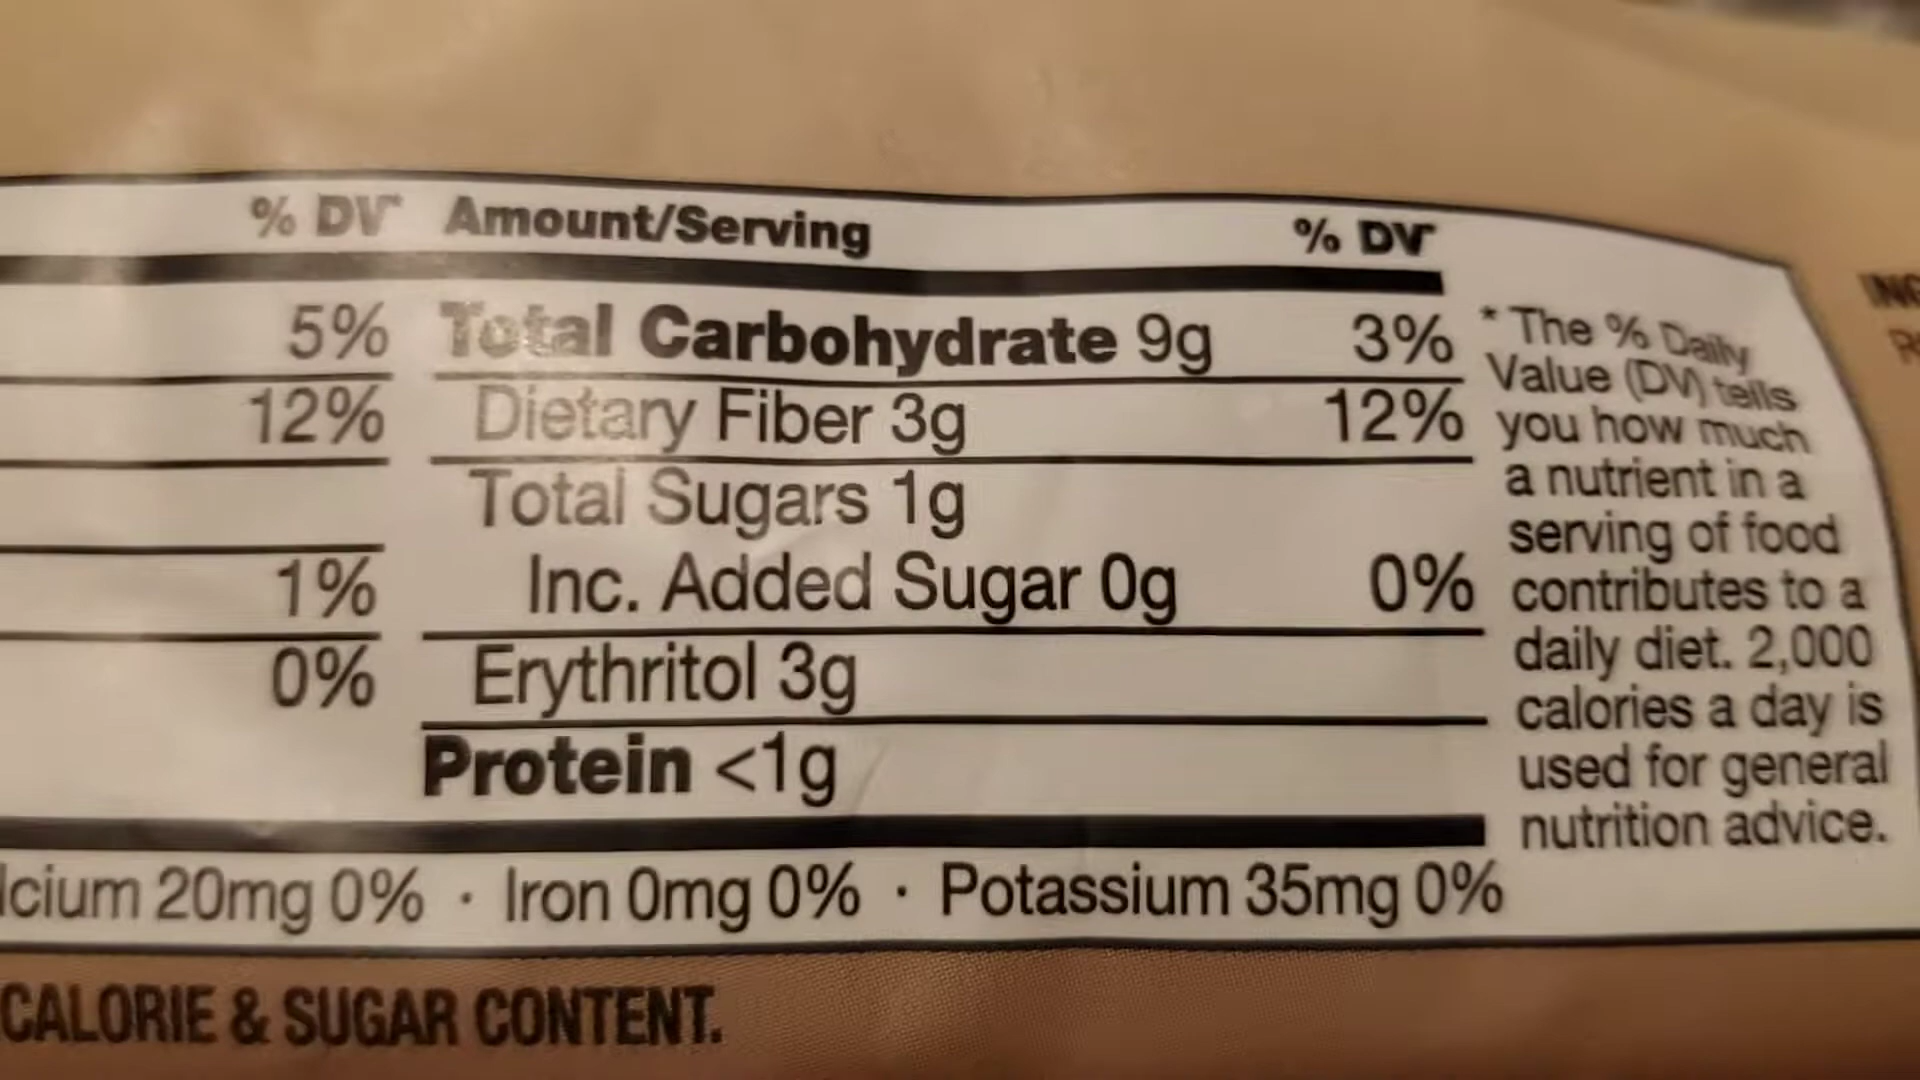 % DV* Amount/Serving % DV*
5% Total Carbohydrate 9g 3%
12% Dietary Fiber 3g 12%
Total Sugars 1g
1% Inc. Added Sugar 0g 0%
0% Erythritol 3g
Protein <1g
* The % Daily
Value (DV) tells
you how much
a nutrient in a
serving of food
contributes to a
daily diet. 2,000
calories a day is
used for general
nutrition advice.
lcium 20mg 0% · Iron 0mg 0% · Potassium 35mg 0%
CALORIE & SUGAR CONTENT.